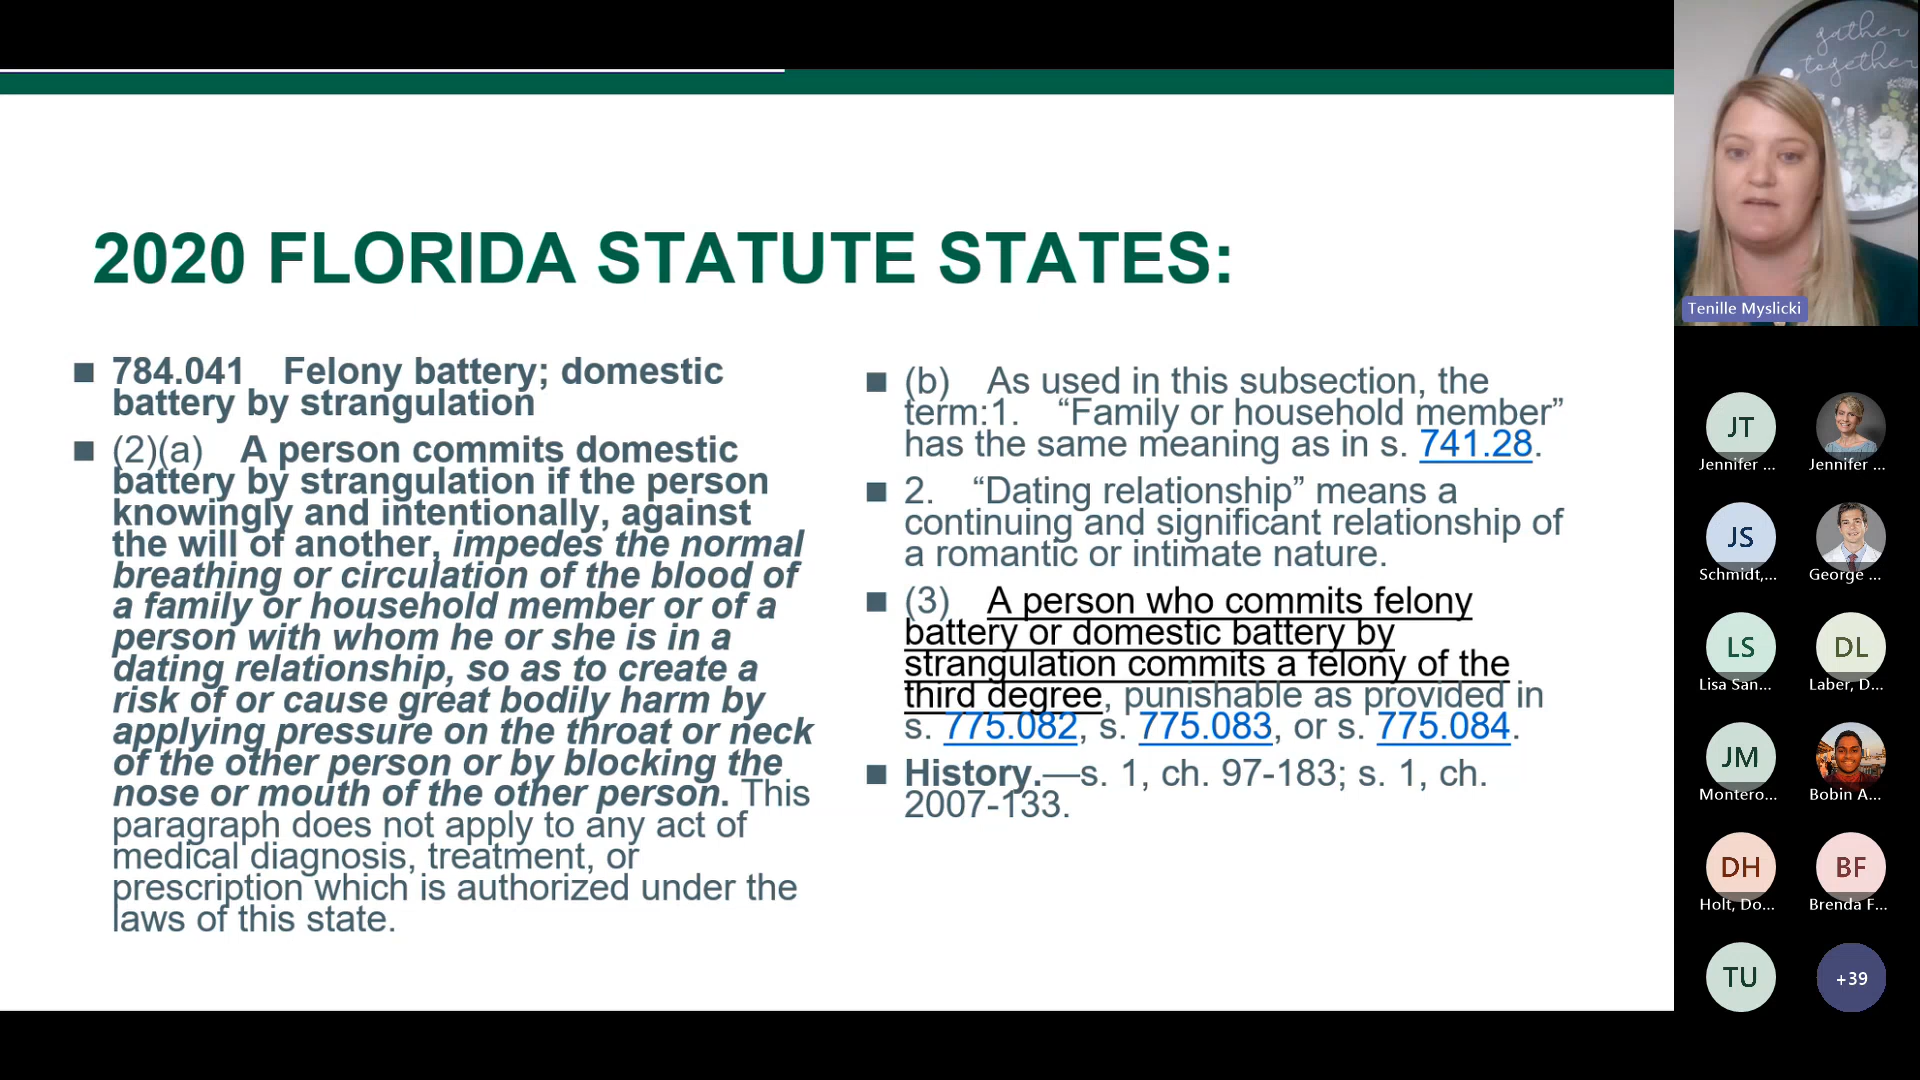 2020 FLORIDA STATUTE STATES:
784.041 Felony battery; domestic
battery by strangulation
(2)(a) A person commits domestic
battery by strangulation if the person
knowingly and intentionally, against
the will of another, impedes the normal
breathing or circulation of the blood of
a family or household member or of a
person with whom he or she is in a
dating relationship, so as to create a
risk of or cause great bodily harm by
applying pressure on the throat or neck
of the other person or by blocking the
nose or mouth of the other person. This
paragraph does not apply to any act of
medical diagnosis, treatment, or
prescription which is authorized under the
laws of this state.
(b) As used in this subsection, the
term:1. “Family or household member”
has the same meaning as in s. 741.28.
2. “Dating relationship” means a
continuing and significant relationship of
a romantic or intimate nature.
(3) A person who commits felony
battery or domestic battery by
strangulation commits a felony of the
third degree, punishable as provided in
s. 775.082, s. 775.083, or s. 775.084.
History.—s. 1, ch. 97-183; s. 1, ch.
2007-133.
gather
together
Tenille Myslicki
JT
Jennifer ...
Jennifer ...
JS
Schmidt,...
George ...
LS
Lisa San...
DL
Laber, D...
JM
Montero...
Bobin A...
DH
Holt, Do...
BF
Brenda F...
TU
+39